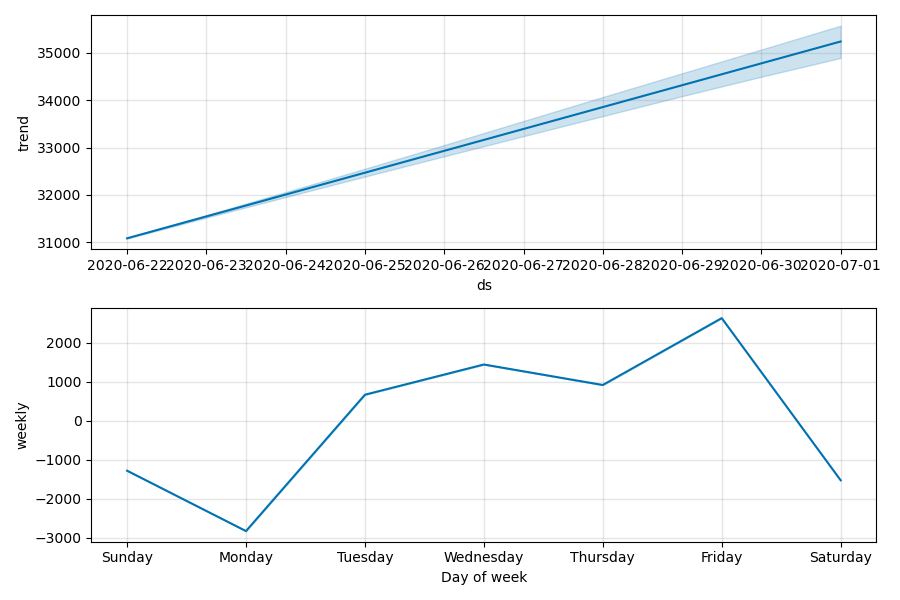 35000
34000
33000
32000
31000
trend
2020-06-22 2020-06-23 2020-06-24 2020-06-25 2020-06-26 2020-06-27 2020-06-28 2020-06-29 2020-06-30 2020-07-01
ds
2000
1000
0
−1000
−2000
−3000
weekly
Sunday Monday Tuesday Wednesday Thursday Friday Saturday
Day of week